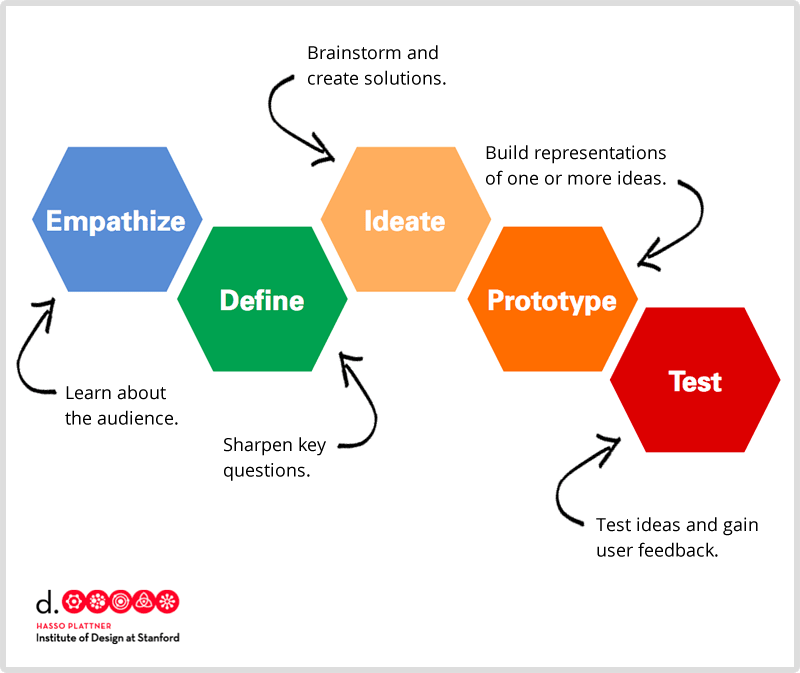 Brainstorm and
create solutions.
Build representations
of one or more ideas.
Empathize
Ideate
Define
Prototype
Test
Learn about
the audience.
Sharpen key
questions.
Test ideas and gain
user feedback.
d.
HASSO PLATTNER
Institute of Design at Stanford